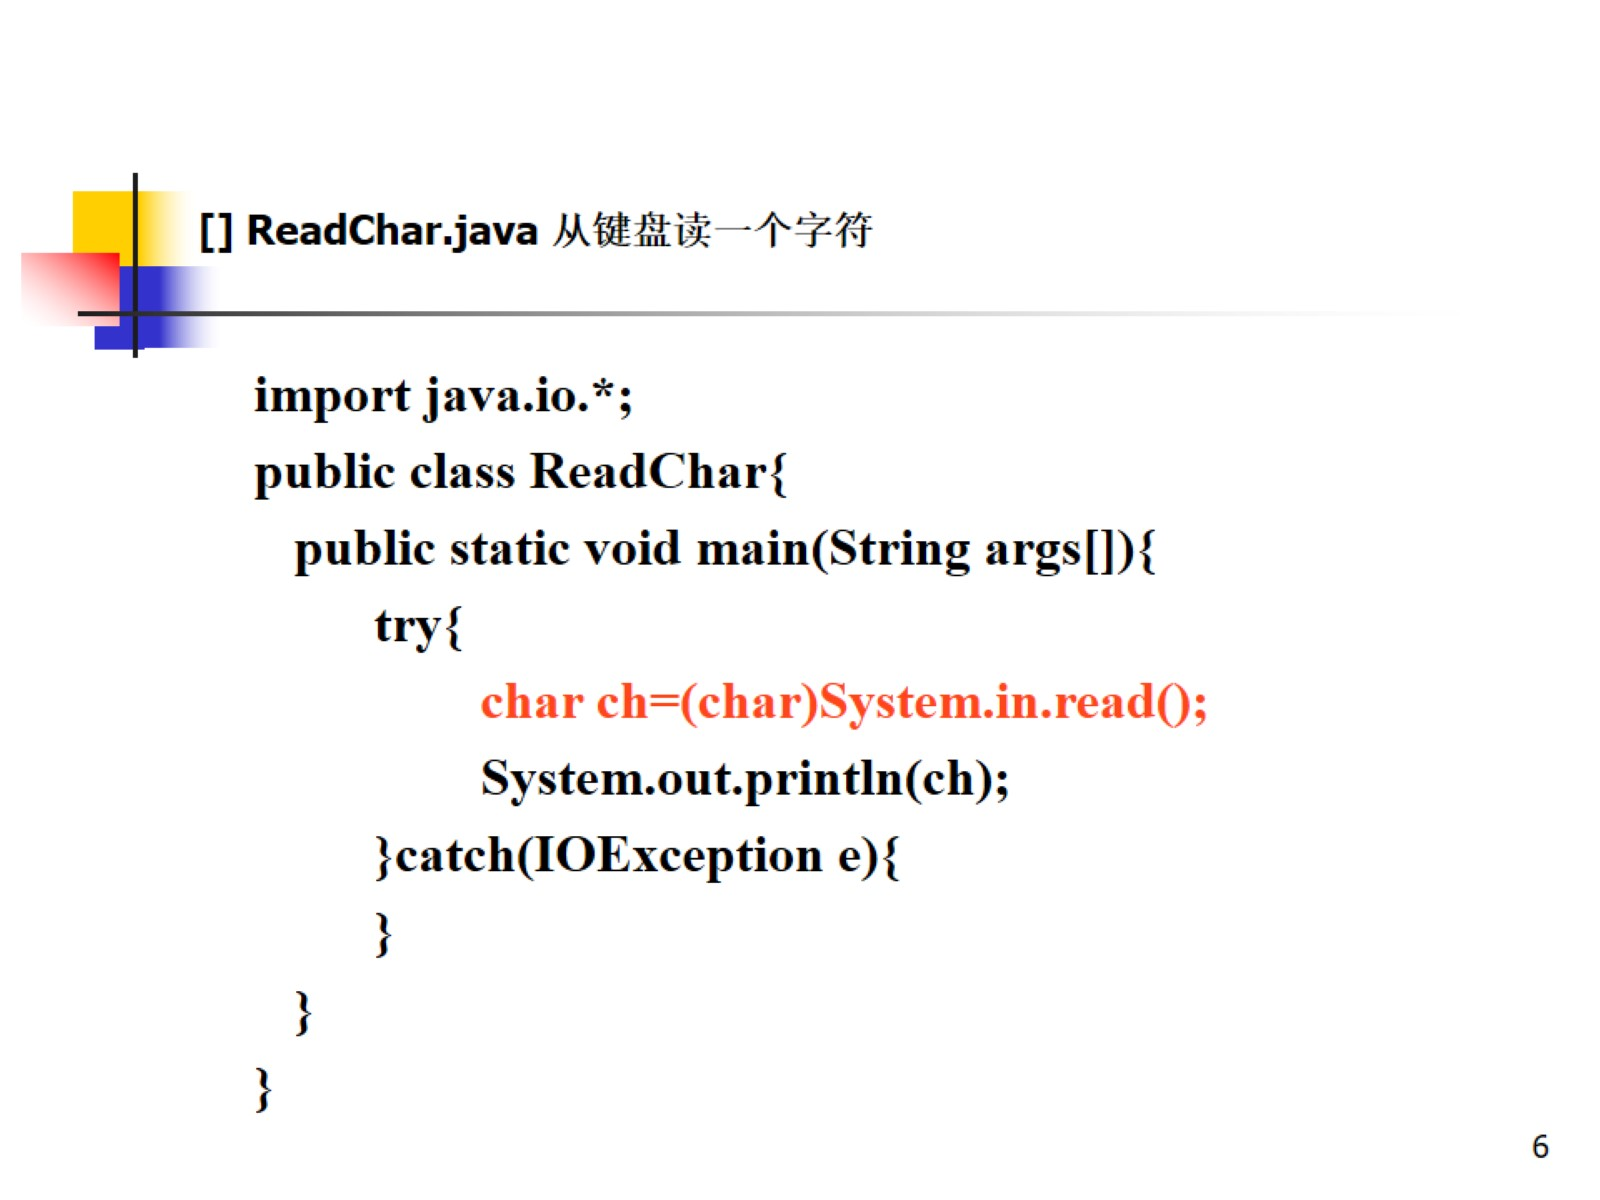 [] ReadChar.java 从键盘读一个字符
import java.io.*;
public class ReadChar{
public static void main(String args[]){
try{
char ch=(char)System.in.read();
System.out.println(ch);
}catch(IOException e){
}
}
}
6